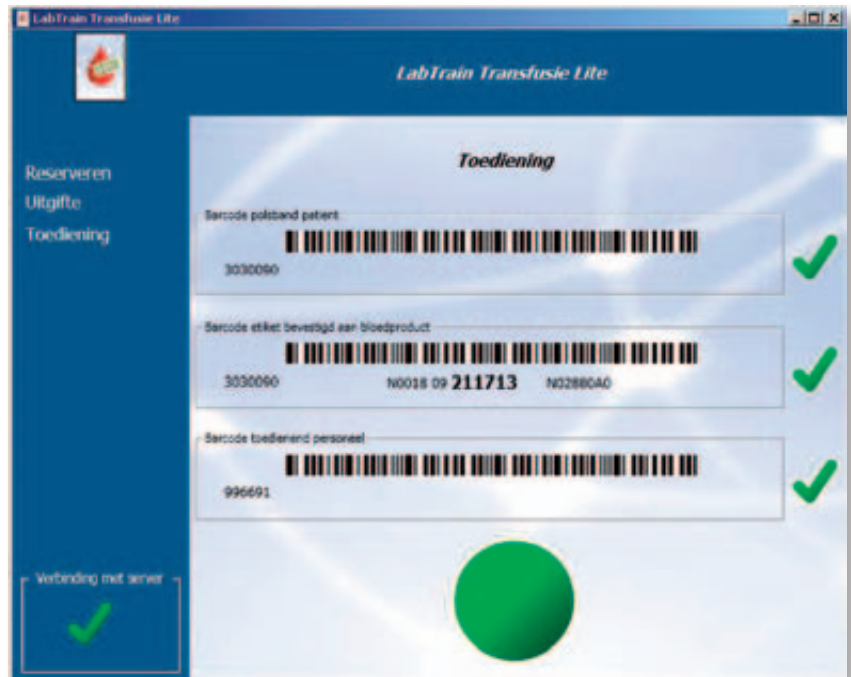 LabTrain Transfusie Lite
LabTrain Transfusie Lite
Reserveren
Uitgifte
Toediening
Toediening
Barcode polsband patient
3030090
Barcode etiket bevestigd aan bloedproduct
3030090 N0018 09 211713 N02880A0
Barcode toedienend personeel
996691
Verbinding met server